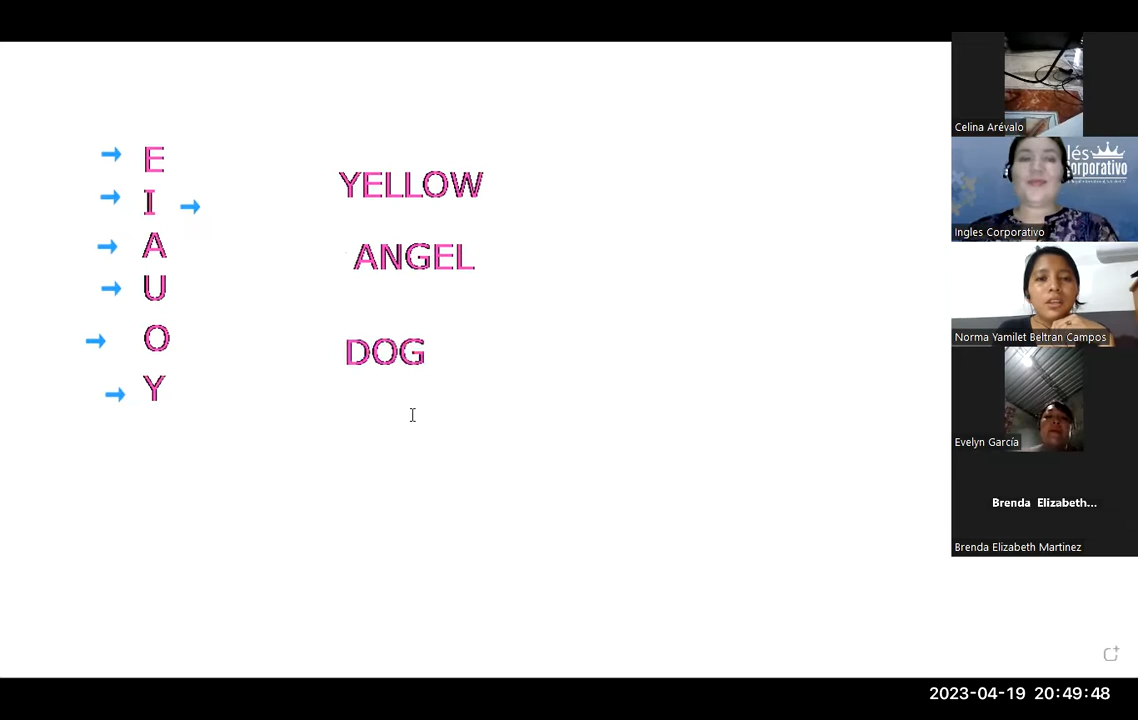 E
I
A
U
O
Y
YELLOW
ANGEL
DOG
Celina Arévalo
lés
orporativo
Ingles Corporativo
Norma Yamilet Beltran Campos
Evelyn García
Brenda Elizabeth...
Brenda Elizabeth Martinez
2023-04-19 20:49:48